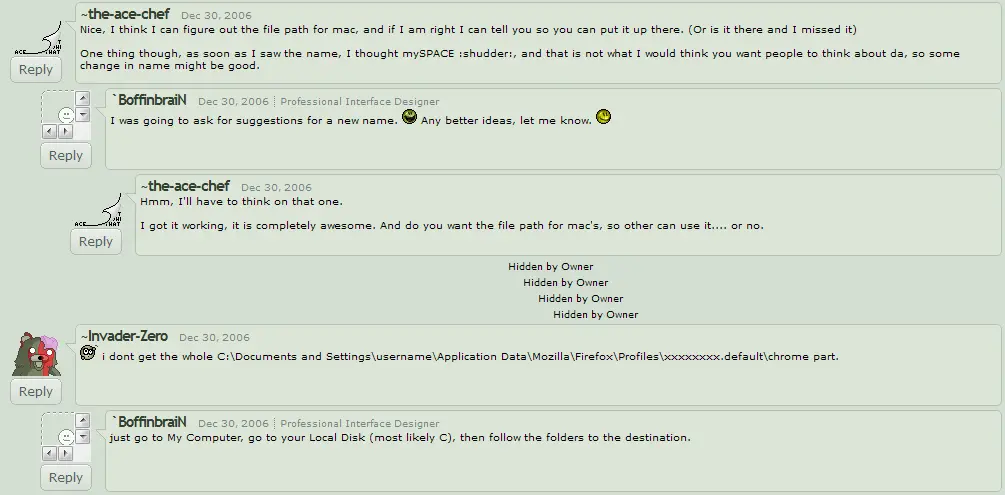 ~the-ace-chef Dec 30, 2006
Nice, I think I can figure out the file path for mac, and if I am right I can tell you so you can put it up there. (Or is it there and I missed it)
One thing though, as soon as I saw the name, I thought mySPACE :shudder:, and that is not what I would think you want people to think about da, so some
change in name might be good.
Reply
`BoffinbraiN Dec 30, 2006 Professional Interface Designer
I was going to ask for suggestions for a new name. Any better ideas, let me know.
Reply
~the-ace-chef Dec 30, 2006
Hmm, I'll have to think on that one.
I got it working, it is completely awesome. And do you want the file path for mac's, so other can use it.... or no.
Reply
Hidden by Owner
Hidden by Owner
Hidden by Owner
Hidden by Owner
~Invader-Zero Dec 30, 2006
i dont get the whole C:\Documents and Settings\username\Application Data\Mozilla\Firefox\Profiles\xxxxxxxx.default\chrome part.
Reply
`BoffinbraiN Dec 30, 2006 Professional Interface Designer
just go to My Computer, go to your Local Disk (most likely C), then follow the folders to the destination.
Reply